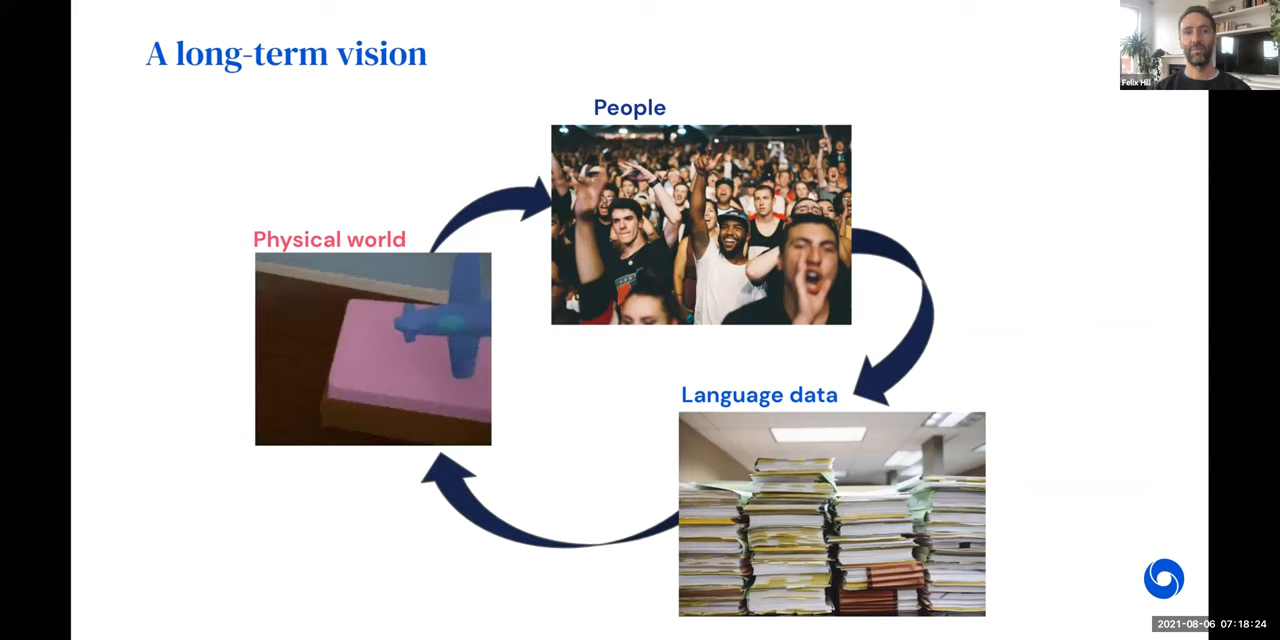 A long-term vision
Felix Hill
People
Physical world
Language data
2021-08-06 07:18:24